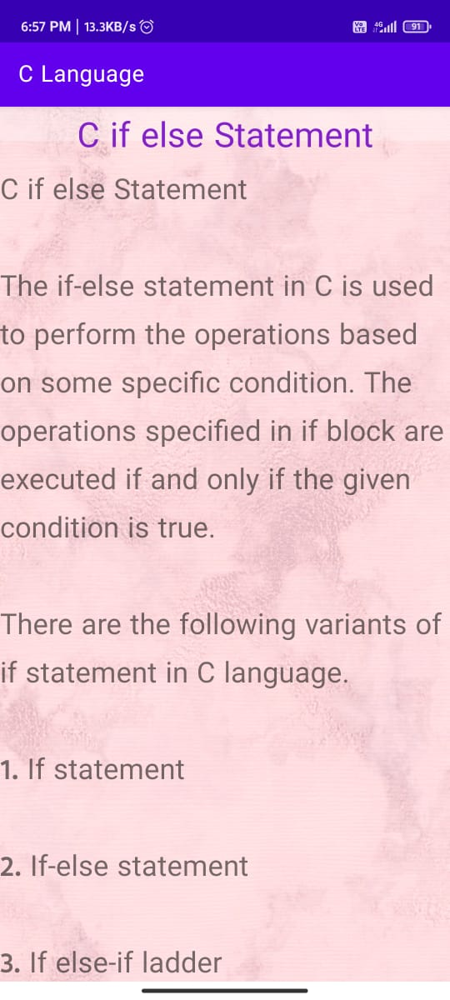 6:57 PM | 13.3KB/s
Vo LTE 4G 91
C Language
C if else Statement
C if else Statement
The if-else statement in C is used
to perform the operations based
on some specific condition. The
operations specified in if block are
executed if and only if the given
condition is true.
There are the following variants of
if statement in C language.
1. If statement
2. If-else statement
3. If else-if ladder